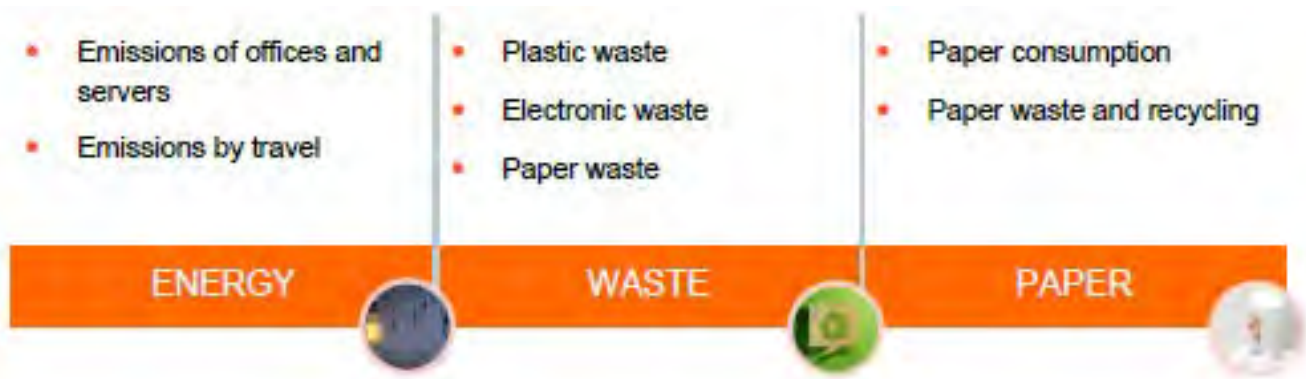 Emissions of offices and
servers
Emissions by travel
Plastic waste
Electronic waste
Paper waste
Paper consumption
Paper waste and recycling
ENERGY
WASTE
PAPER